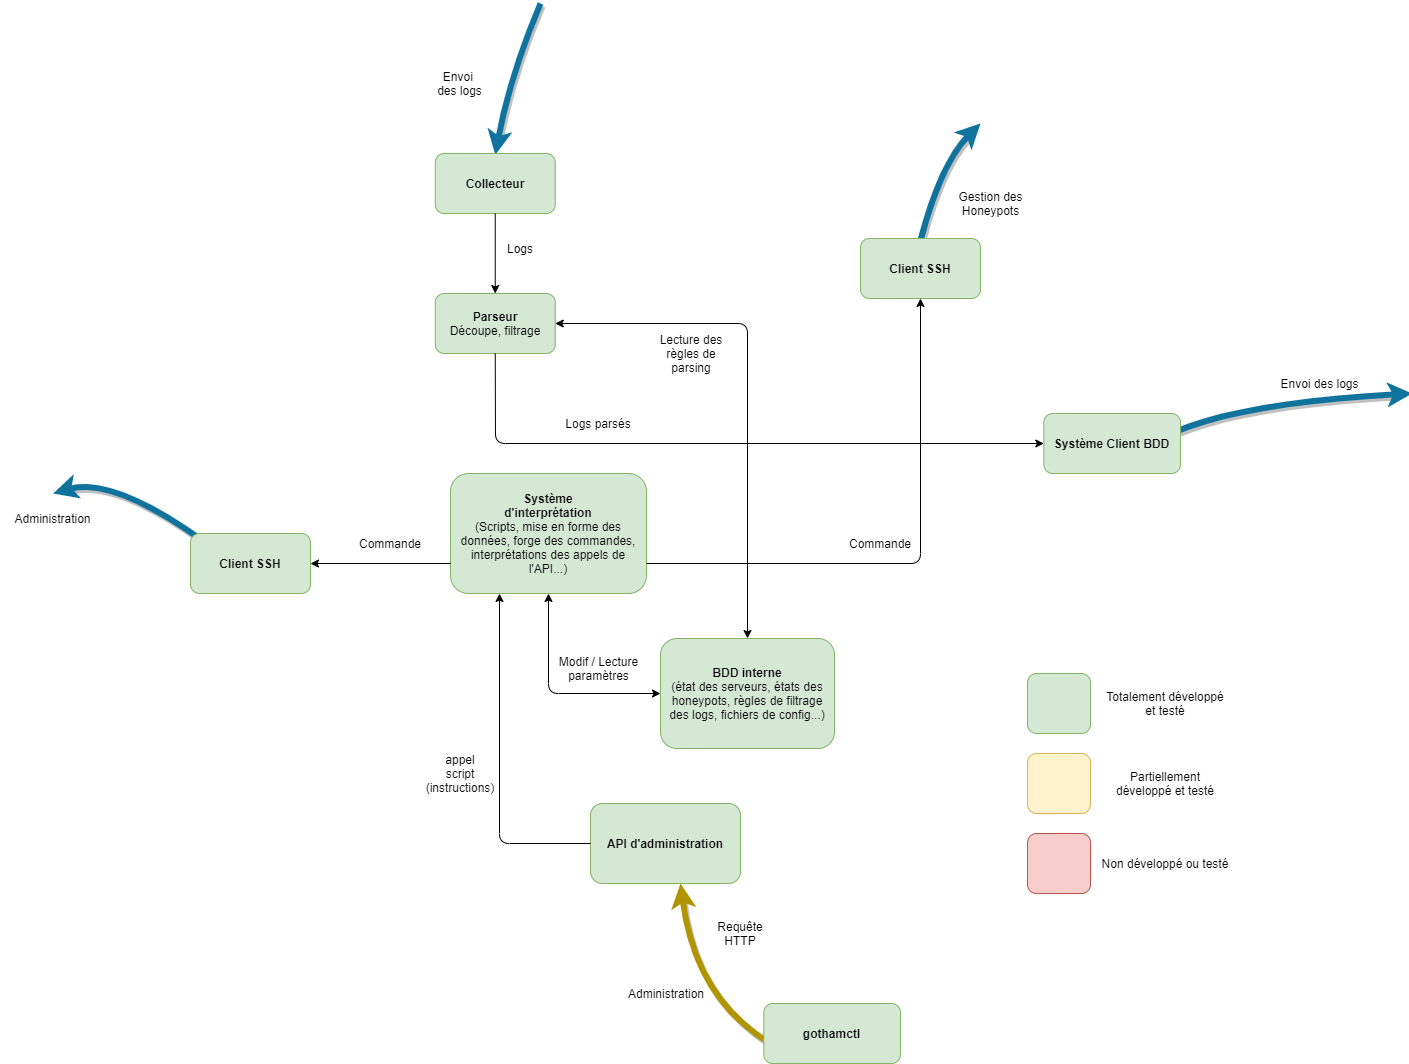 Envoi
des logs
Collecteur
Gestion des
Honeypots
Logs
Client SSH
Parseur
Découpe, filtrage
Lecture des
règles de
parsing
Envoi des logs
Logs parsés
Système Client BDD
Administration
Système
d'interprétation
(Scripts, mise en forme des
données, forge des commandes,
interprétations des appels de
l'API...)
Commande
Commande
Client SSH
Modif / Lecture
paramètres
BDD interne
(état des serveurs, états des
honeypots, règles de filtrage
des logs, fichiers de config...)
Totalement développé
et testé
appel
script
(instructions)
Partiellement
développé et testé
API d'administration
Non développé ou testé
Requête
HTTP
Administration
gothamctl